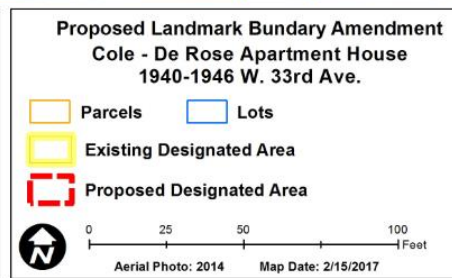 Proposed Landmark Bundary Amendment
Cole - De Rose Apartment House
1940-1946 W. 33rd Ave.
Parcels Lots
Existing Designated Area
Proposed Designated Area
N
0 25 50 100
Feet
Aerial Photo: 2014 Map Date: 2/15/2017